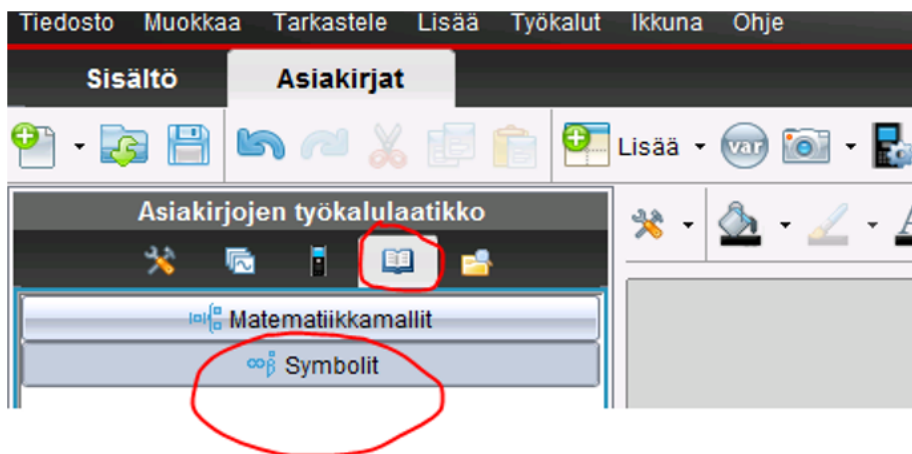 Tiedosto Muokkaa Tarkastele Lisää Työkalut Ikkuna Ohje
Sisältö Asiakirjat
Lisää var
Asiakirjojen työkalulaatikko
A
Matematiikkamallit
∞β Symbolit